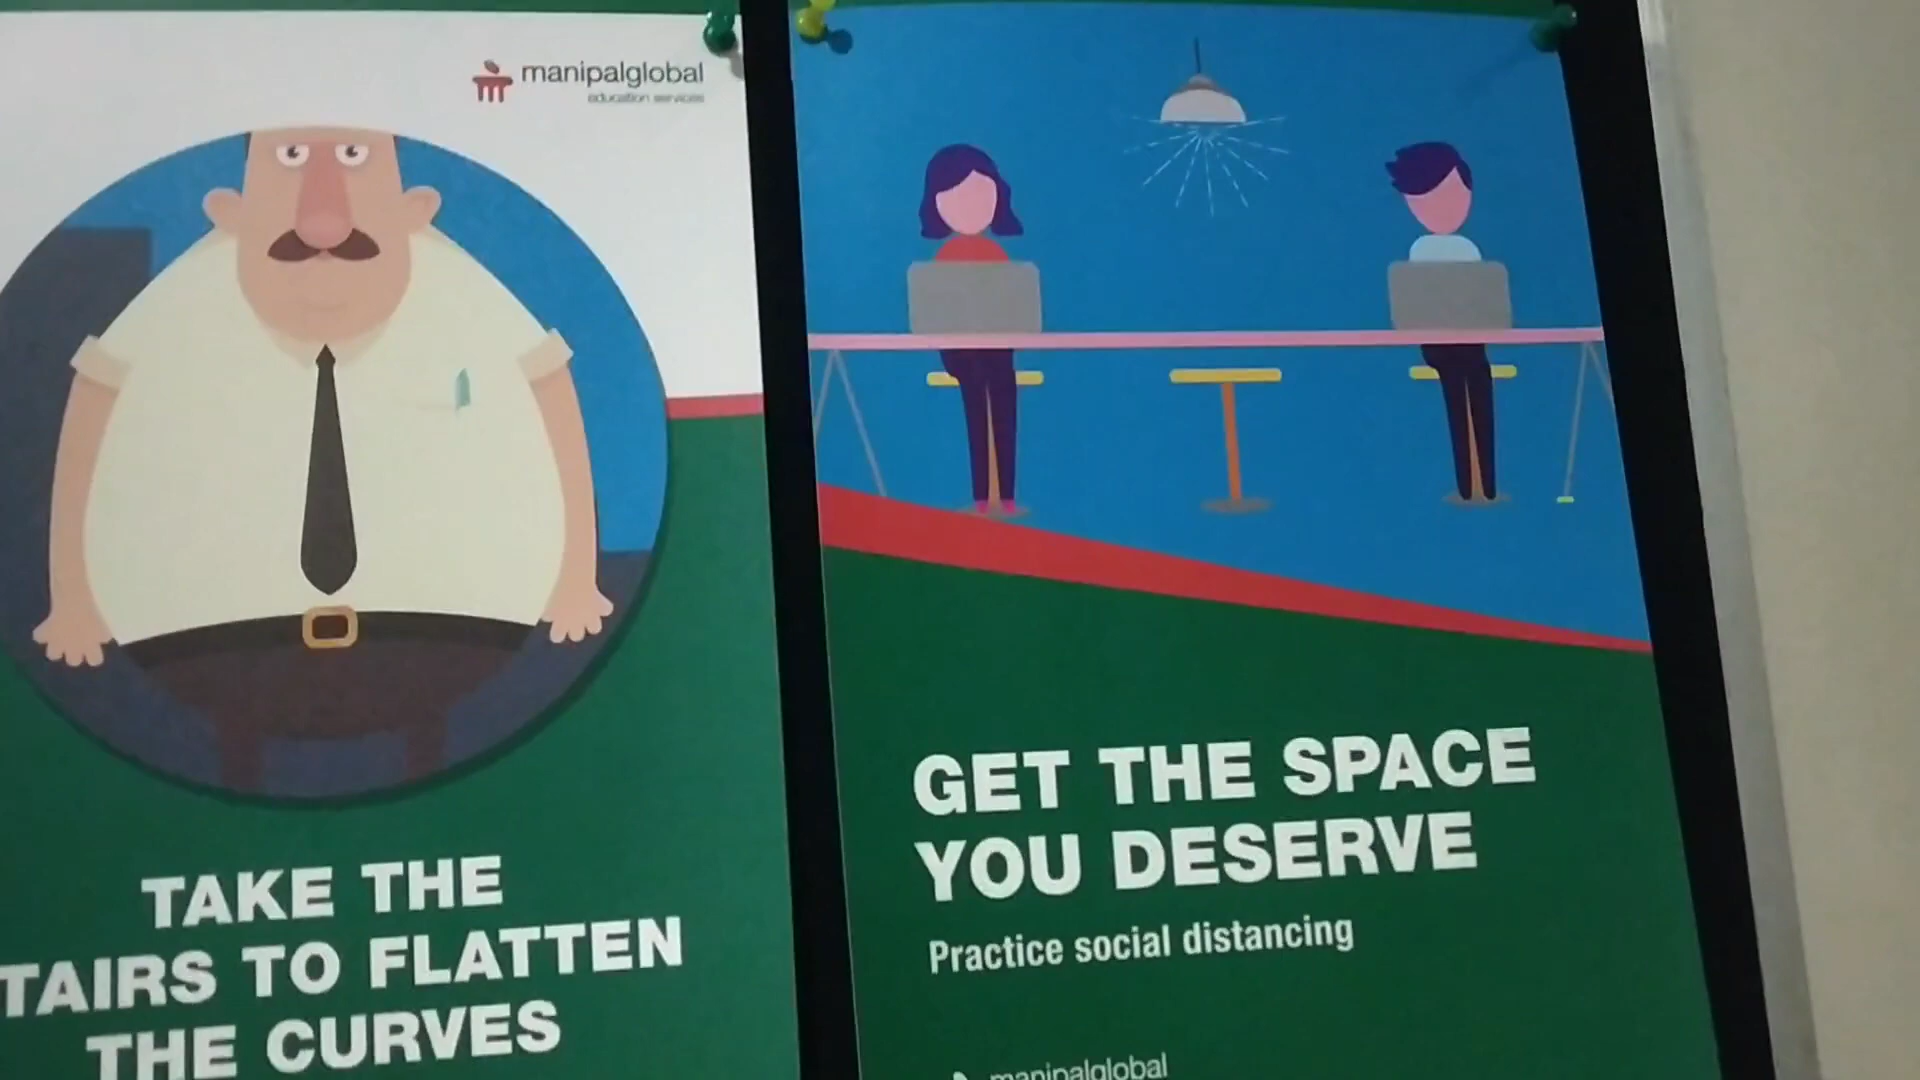 manipalglobal
education services
TAKE THE
TAIRS TO FLATTEN
THE CURVES
GET THE SPACE
YOU DESERVE
Practice social distancing
manipalglobal